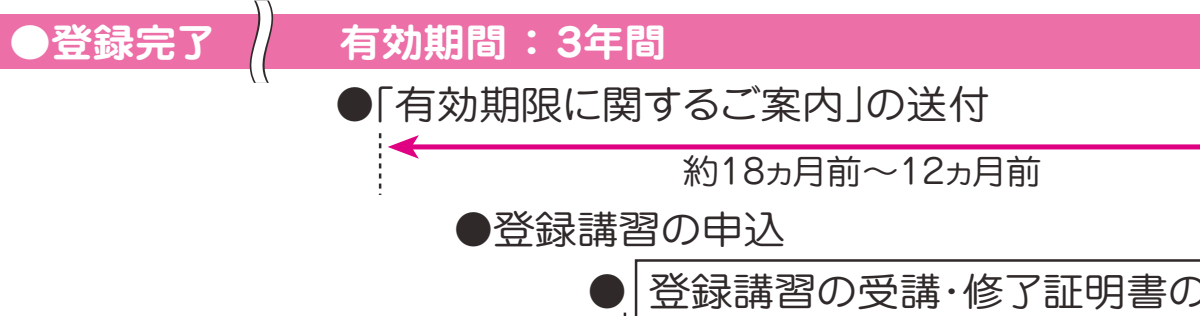 ●登録完了　有効期間：3年間
●「有効期限に関するご案内」の送付
約18ヵ月前～12ヵ月前
●登録講習の申込
●登録講習の受講・修了証明書の